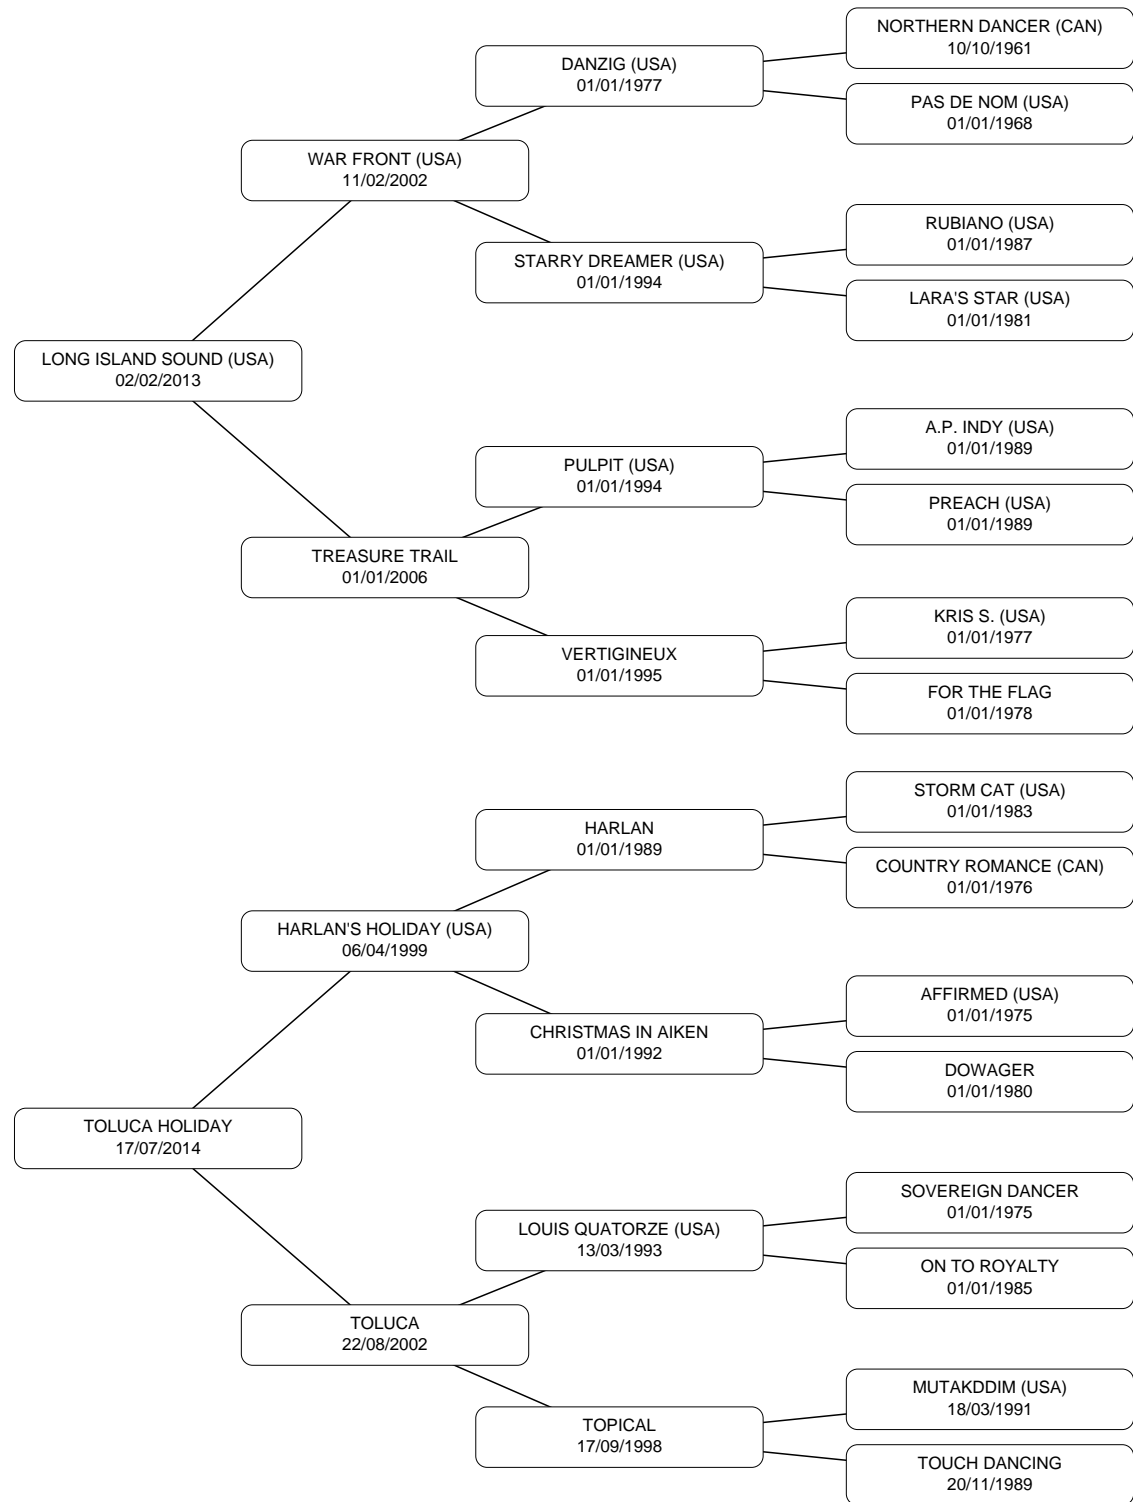 NORTHERN DANCER (CAN)
10/10/1961
DANZIG (USA)
01/01/1977
PAS DE NOM (USA)
01/01/1968
WAR FRONT (USA)
11/02/2002
RUBIANO (USA)
01/01/1987
STARRY DREAMER (USA)
01/01/1994
LARA'S STAR (USA)
01/01/1981
LONG ISLAND SOUND (USA)
02/02/2013
A.P. INDY (USA)
01/01/1989
PULPIT (USA)
01/01/1994
PREACH (USA)
01/01/1989
TREASURE TRAIL
01/01/2006
KRIS S. (USA)
01/01/1977
VERTIGINEUX
01/01/1995
FOR THE FLAG
01/01/1978
STORM CAT (USA)
01/01/1983
HARLAN
01/01/1989
COUNTRY ROMANCE (CAN)
01/01/1976
HARLAN'S HOLIDAY (USA)
06/04/1999
AFFIRMED (USA)
01/01/1975
CHRISTMAS IN AIKEN
01/01/1992
DOWAGER
01/01/1980
TOLUCA HOLIDAY
17/07/2014
SOVEREIGN DANCER
01/01/1975
LOUIS QUATORZE (USA)
13/03/1993
ON TO ROYALTY
01/01/1985
TOLUCA
22/08/2002
MUTAKDDIM (USA)
18/03/1991
TOPICAL
17/09/1998
TOUCH DANCING
20/11/1989